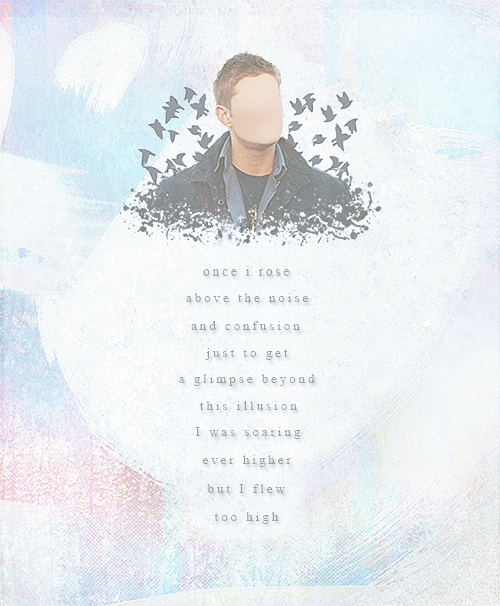 once i rose
above the noise
and confusion
just to get
a glimpse beyond
this illusion
I was soaring
ever higher
but I flew
too high